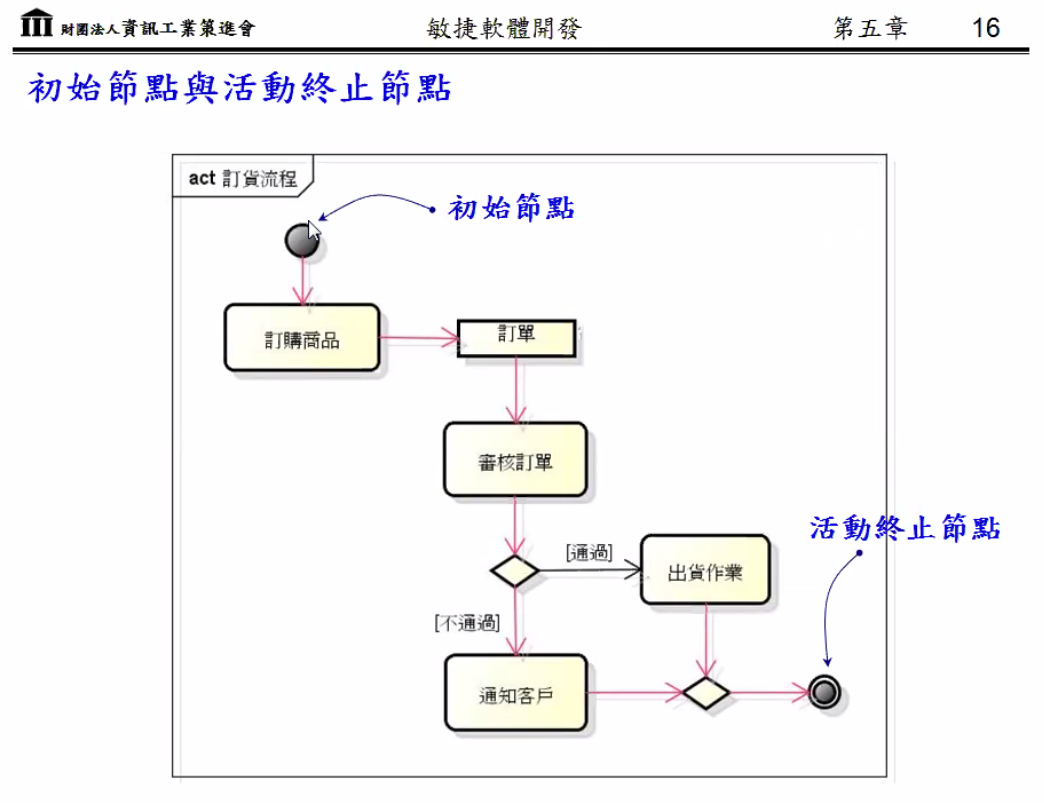 財團法人資訊工業策進會 敏捷軟體開發 第五章 16
初始節點與活動終止節點
act 訂貨流程
初始節點
訂購商品
訂單
審核訂單
活動終止節點
[通過]
出貨作業
[不通過]
通知客戶